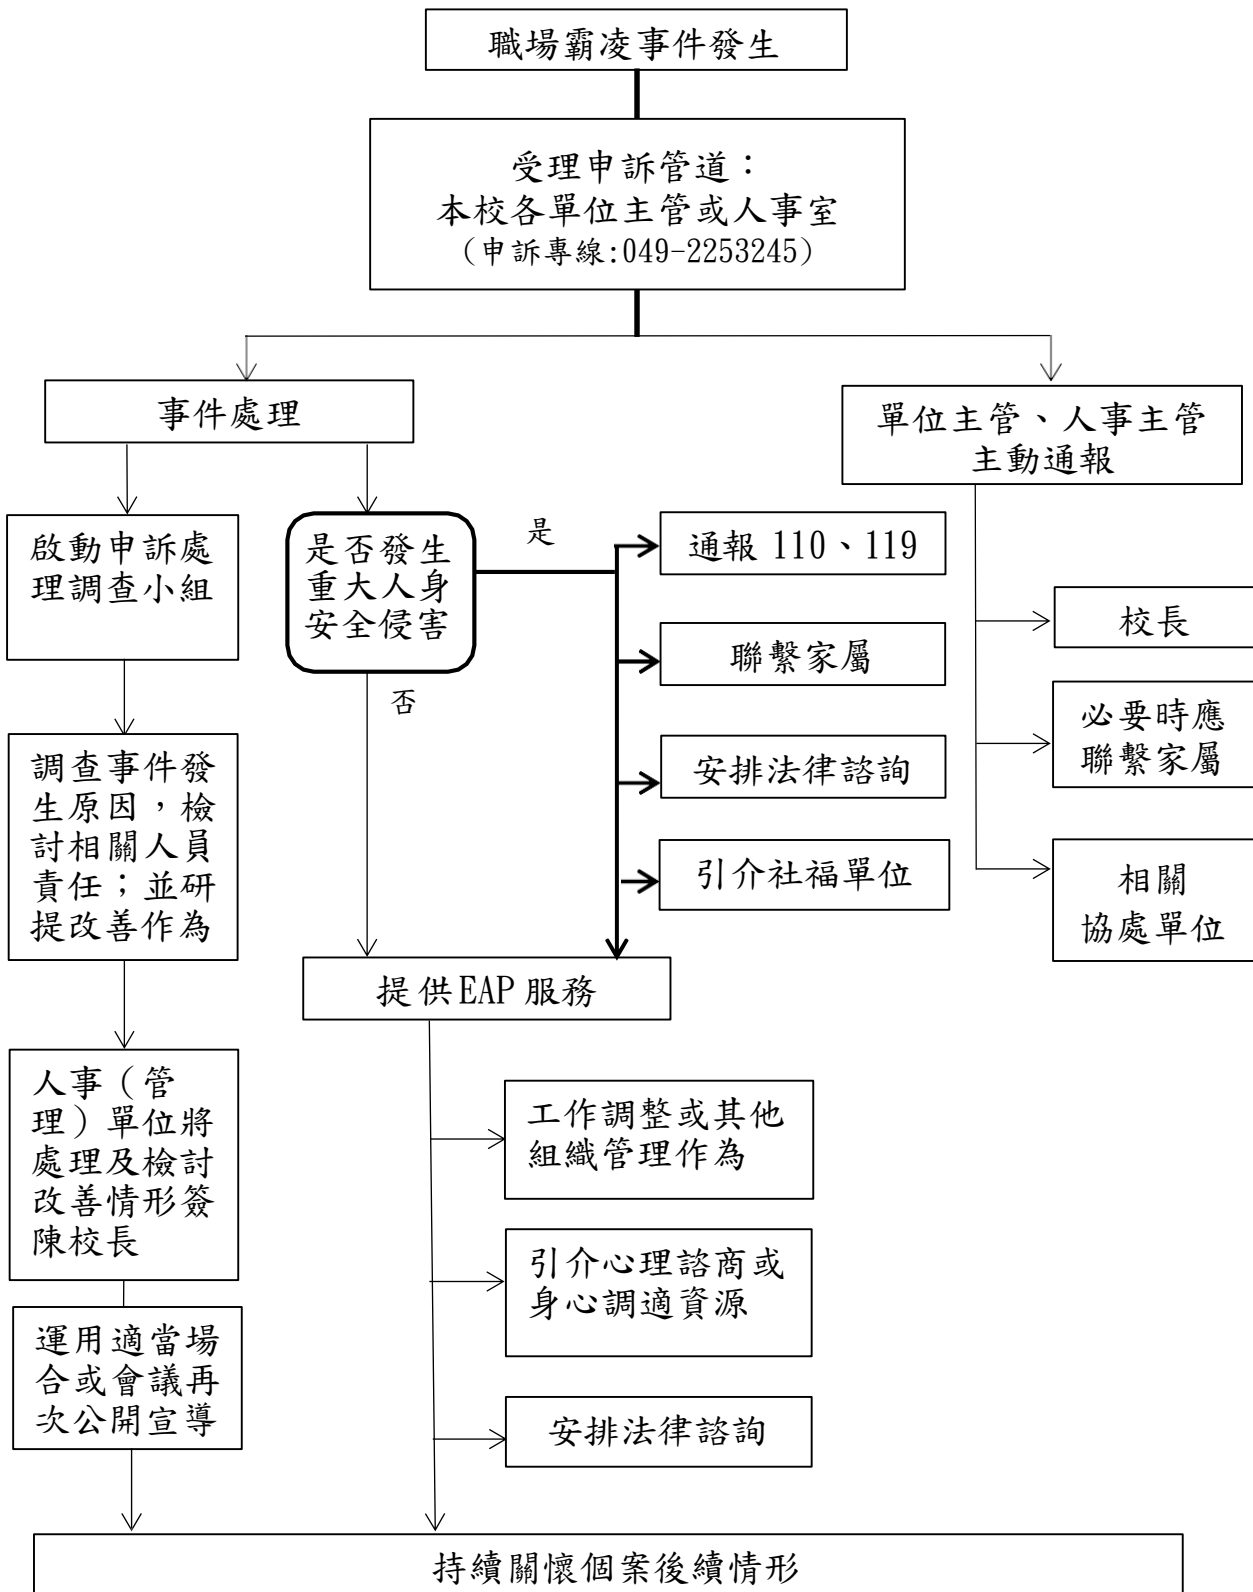 職場霸凌事件發生
受理申訴管道：
本校各單位主管或人事室
（申訴專線:049-2253245）
事件處理
單位主管、人事主管
主動通報
啟動申訴處
理調查小組
是否發生
重大人身
安全侵害
是
否
通報 110、119
聯繫家屬
安排法律諮詢
引介社福單位
校長
必要時應
聯繫家屬
相關
協處單位
調查事件發
生原因，檢
討相關人員
責任；並研
提改善作為
提供EAP 服務
人事（管
理）單位將
處理及檢討
改善情形簽
陳校長
工作調整或其他
組織管理作為
引介心理諮商或
身心調適資源
安排法律諮詢
運用適當場
合或會議再
次公開宣導
持續關懷個案後續情形